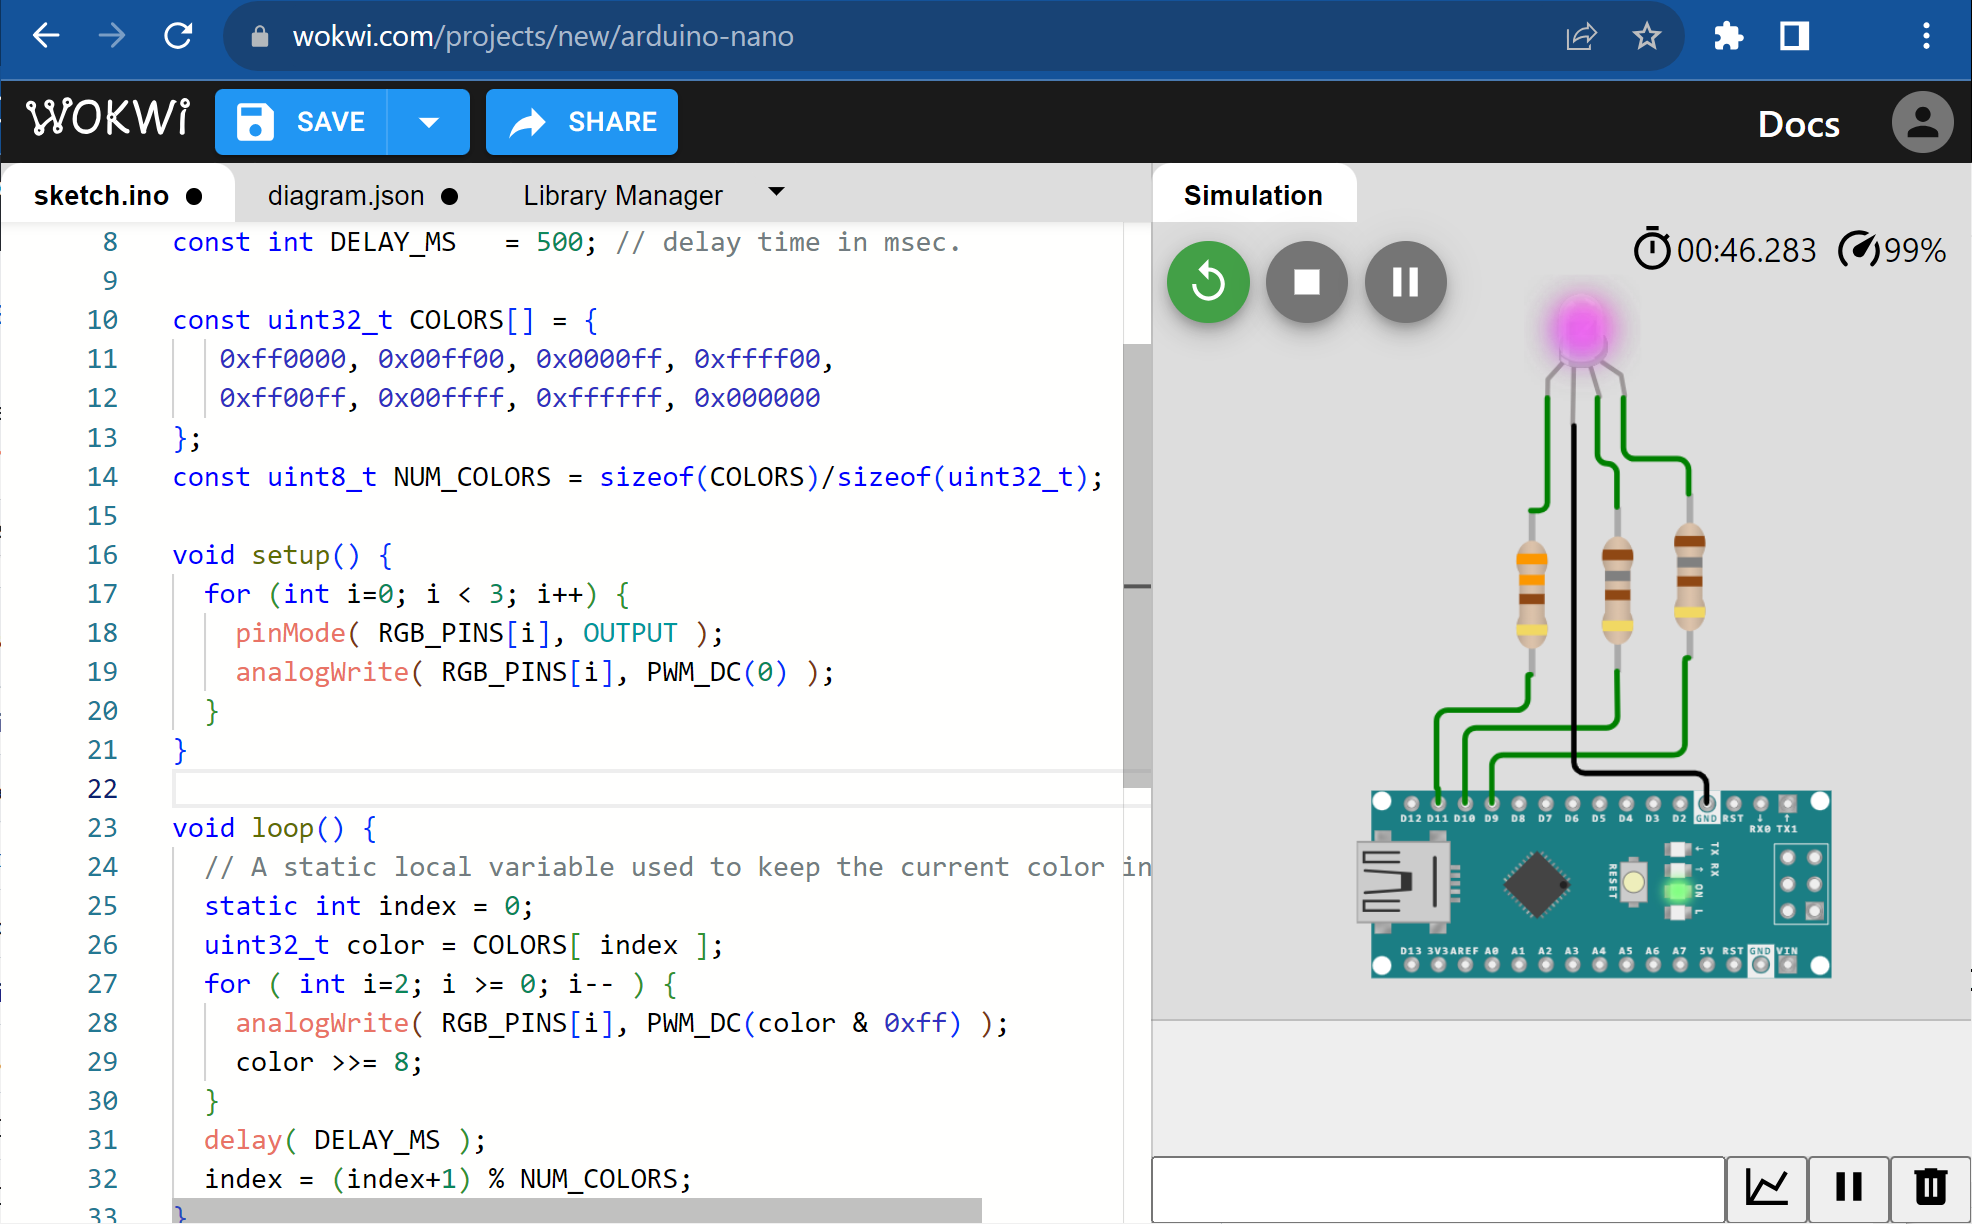 wokwi.com/projects/new/arduino-nano
WOKWi
SAVE
SHARE
Docs
sketch.ino
diagram.json
Library Manager
Simulation
8 const int DELAY_MS   = 500; // delay time in msec.
9
10 const uint32_t COLORS[] = {
11    0xff0000, 0x00ff00, 0x0000ff, 0xffff00,
12    0xff00ff, 0x00ffff, 0xffffff, 0x000000
13 };
14 const uint8_t NUM_COLORS = sizeof(COLORS)/sizeof(uint32_t);
15
16 void setup() {
17   for (int i=0; i < 3; i++) {
18     pinMode( RGB_PINS[i], OUTPUT );
19     analogWrite( RGB_PINS[i], PWM_DC(0) );
20   }
21 }
22
23 void loop() {
24   // A static local variable used to keep the current color in
25   static int index = 0;
26   uint32_t color = COLORS[ index ];
27   for ( int i=2; i >= 0; i-- ) {
28     analogWrite( RGB_PINS[i], PWM_DC(color & 0xff) );
29     color >>= 8;
30   }
31   delay( DELAY_MS );
32   index = (index+1) % NUM_COLORS;
33 }
00:46.283
99%
D12 D11 D10 D9 D8 D7 D6 D5 D4 D3 D2 GND RST
RX0 TX1
RESET
TX
RX
ON
L
D13 3V3 AREF A0 A1 A2 A3 A4 A5 A6 A7 5V RST GND VIN